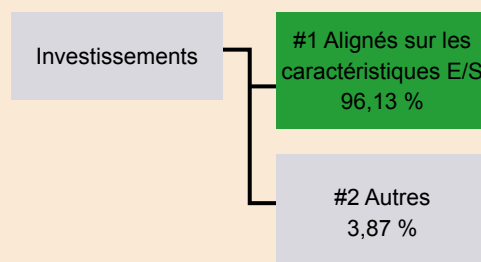 Investissements
#1 Alignés sur les
caractéristiques E/S
96,13 %
#2 Autres
3,87 %